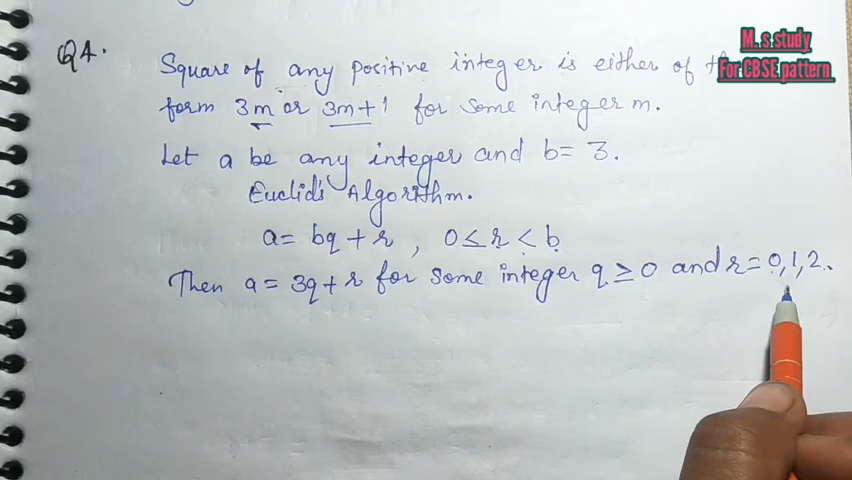 Q4.
Square of any positive integer is either of
form 3m or 3m+1 for some integer m.
Let a be any integer and b= 3.
Euclid's Algorithm.
a= bq + r , 0 ≤ r < b
Then a = 3q + r for some integer q ≥ 0 and r = 0,1,2.
M. s study
For CBSE pattern